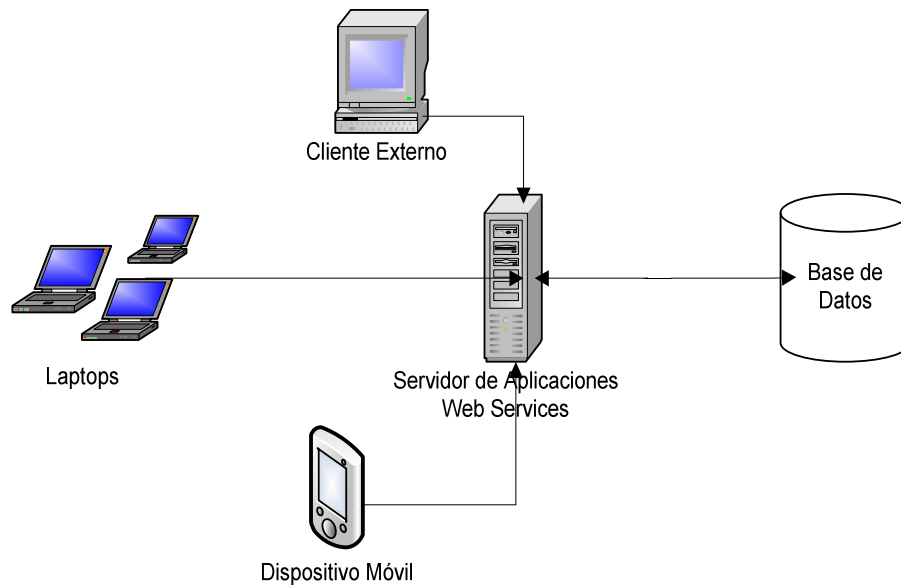 Cliente Externo
Base de
Datos
Laptops
Servidor de Aplicaciones
Web Services
Dispositivo Móvil